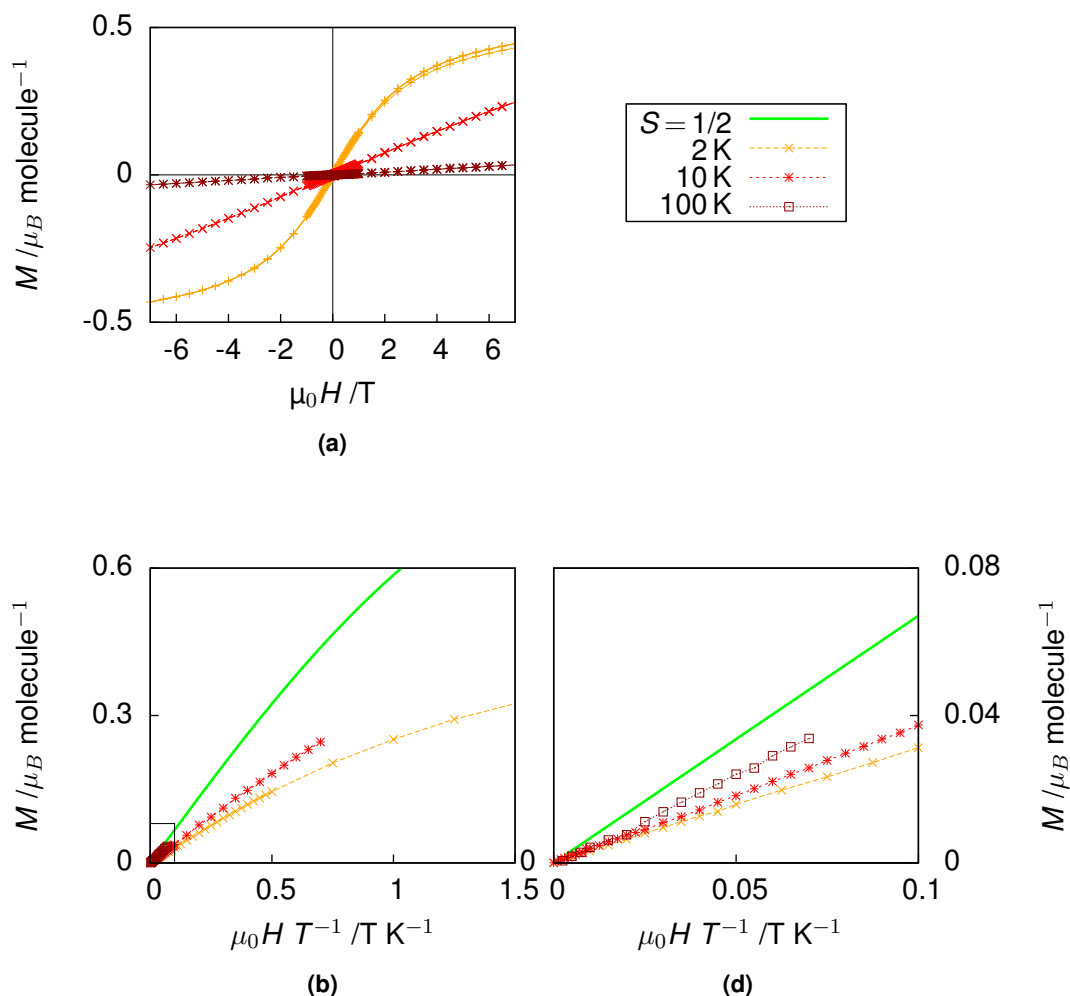 0.5
0
-0.5
M /μB molecule⁻¹
-6 -4 -2 0 2 4 6
μ₀H /T
(a)
S = 1/2
2 K
10 K
100 K
0.6
0.3
0
M /μB molecule⁻¹
0 0.5 1 1.5
μ₀H T⁻¹ /T K⁻¹
(b)
0.08
0.04
0
0
M /μB molecule⁻¹
0 0.05 0.1
μ₀H T⁻¹ /T K⁻¹
(d)